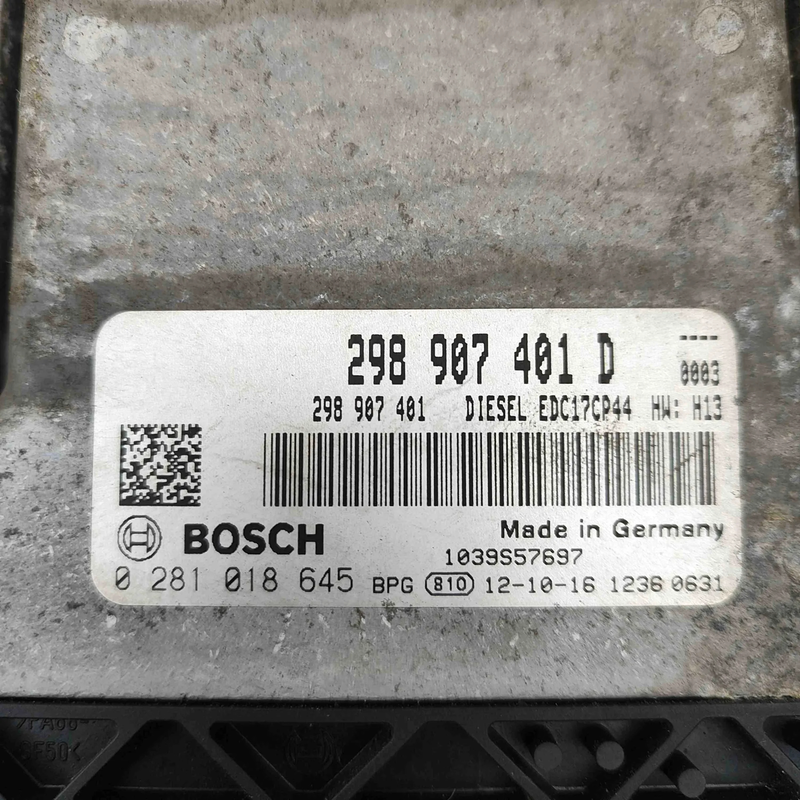 298 907 401 D
----
0003
298 907 401 DIESEL EDC17CP44 HW: H13
BOSCH
Made in Germany
1039S57697
0 281 018 645 BPG 810 12-10-16 1236 0631